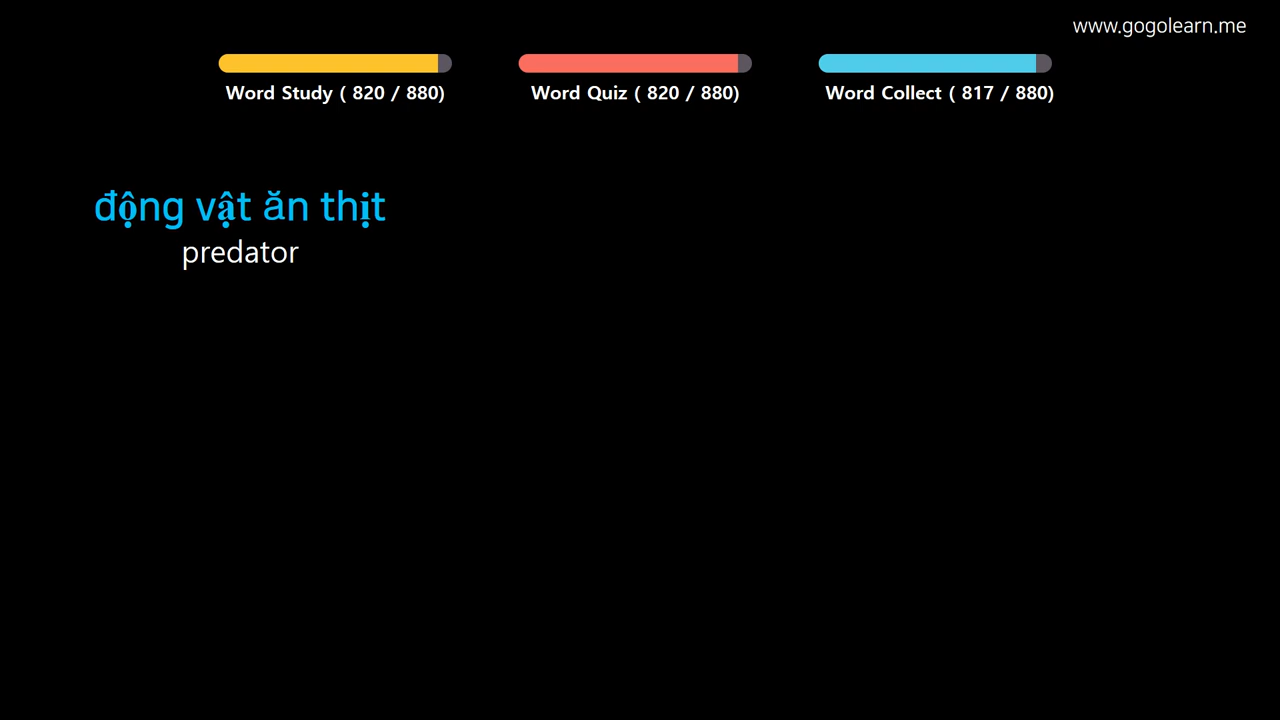 www.gogolearn.me
Word Study ( 820 / 880)
Word Quiz ( 820 / 880)
Word Collect ( 817 / 880)
động vật ăn thịt
predator